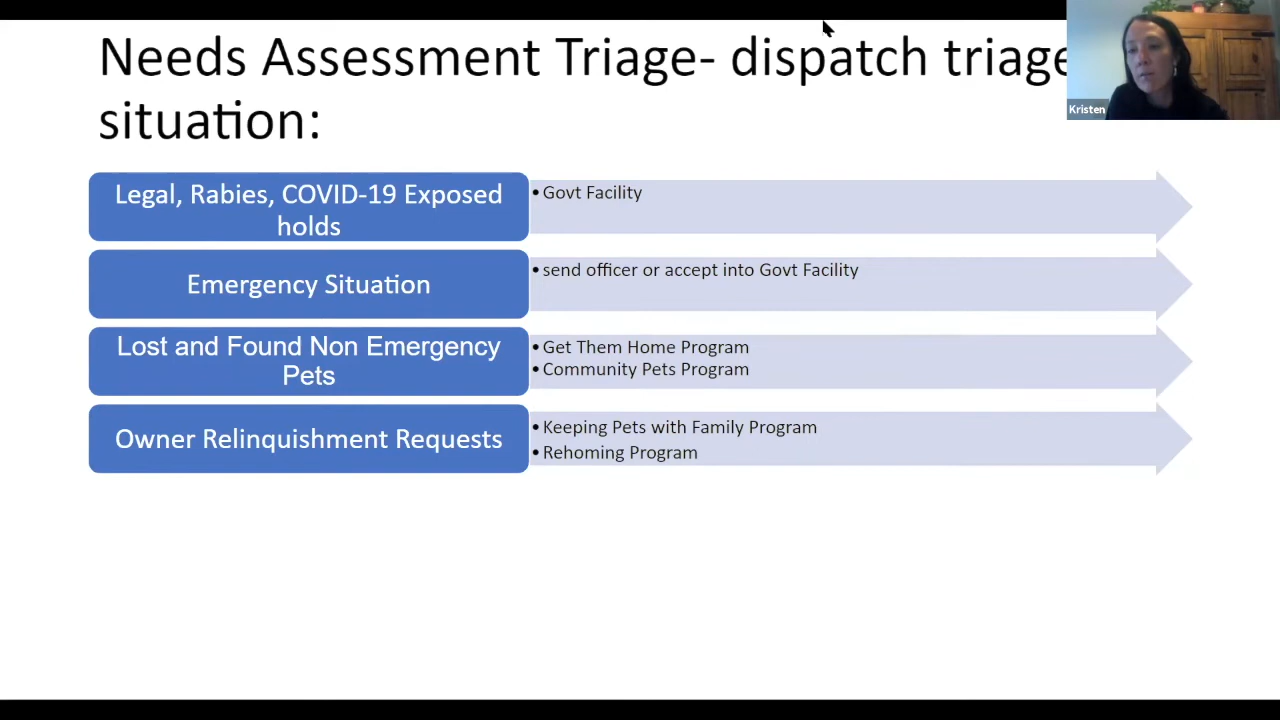 Needs Assessment Triage- dispatch triage
situation:
Kristen
Legal, Rabies, COVID-19 Exposed
holds
• Govt Facility
Emergency Situation
• send officer or accept into Govt Facility
Lost and Found Non Emergency
Pets
• Get Them Home Program
• Community Pets Program
Owner Relinquishment Requests
• Keeping Pets with Family Program
• Rehoming Program